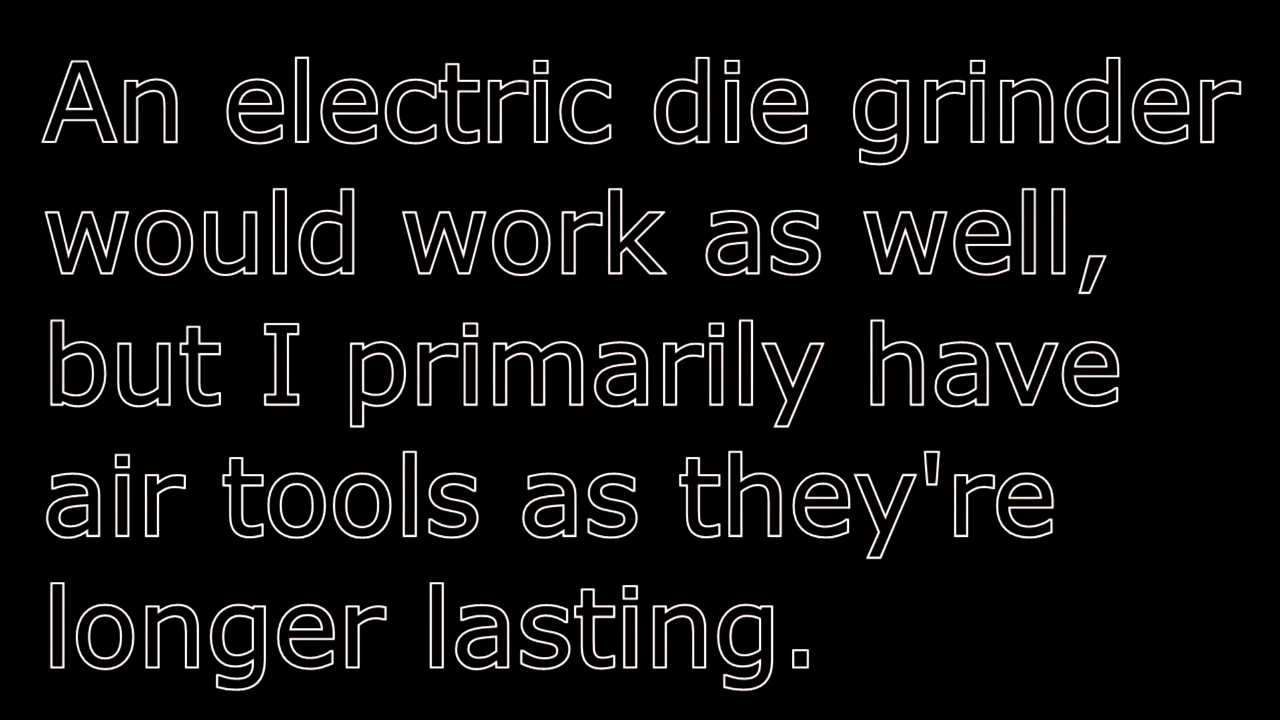 An electric die grinder
would work as well,
but I primarily have
air tools as they're
longer lasting.